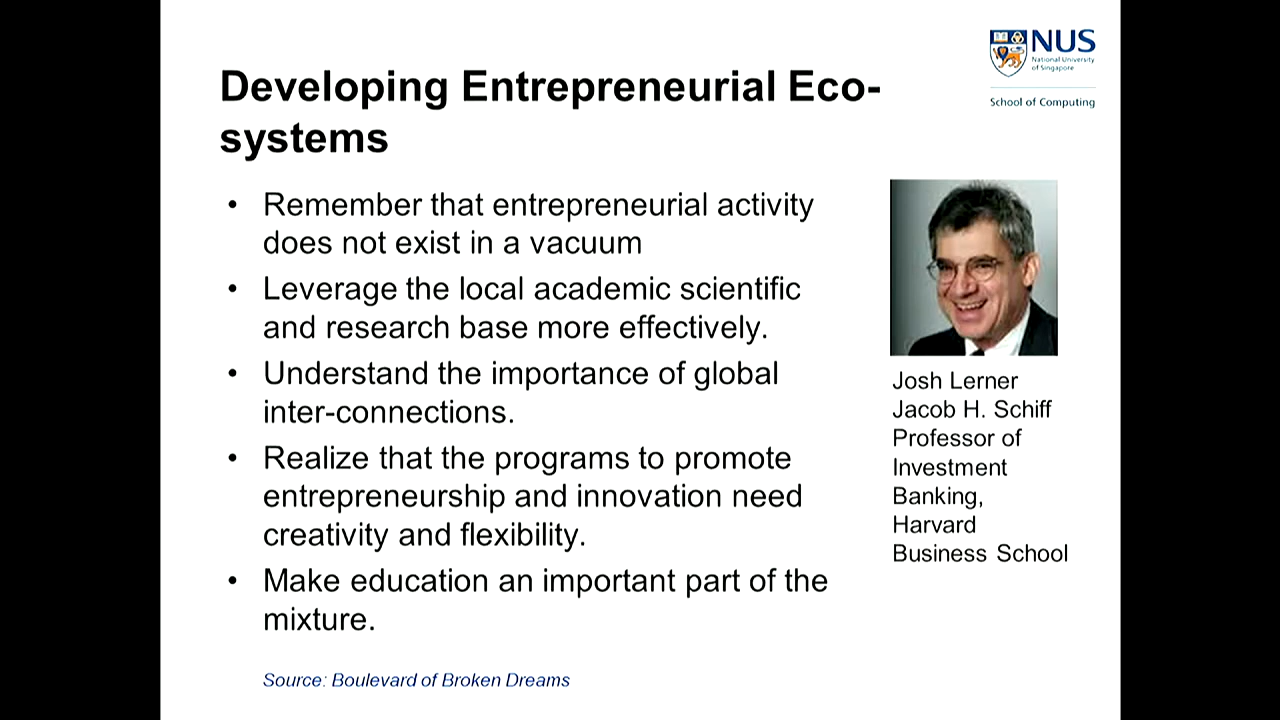 NUS
National University
of Singapore
School of Computing
Developing Entrepreneurial Eco-
systems
• Remember that entrepreneurial activity
does not exist in a vacuum
• Leverage the local academic scientific
and research base more effectively.
• Understand the importance of global
inter-connections.
• Realize that the programs to promote
entrepreneurship and innovation need
creativity and flexibility.
• Make education an important part of the
mixture.
Source: Boulevard of Broken Dreams
Josh Lerner
Jacob H. Schiff
Professor of
Investment
Banking,
Harvard
Business School